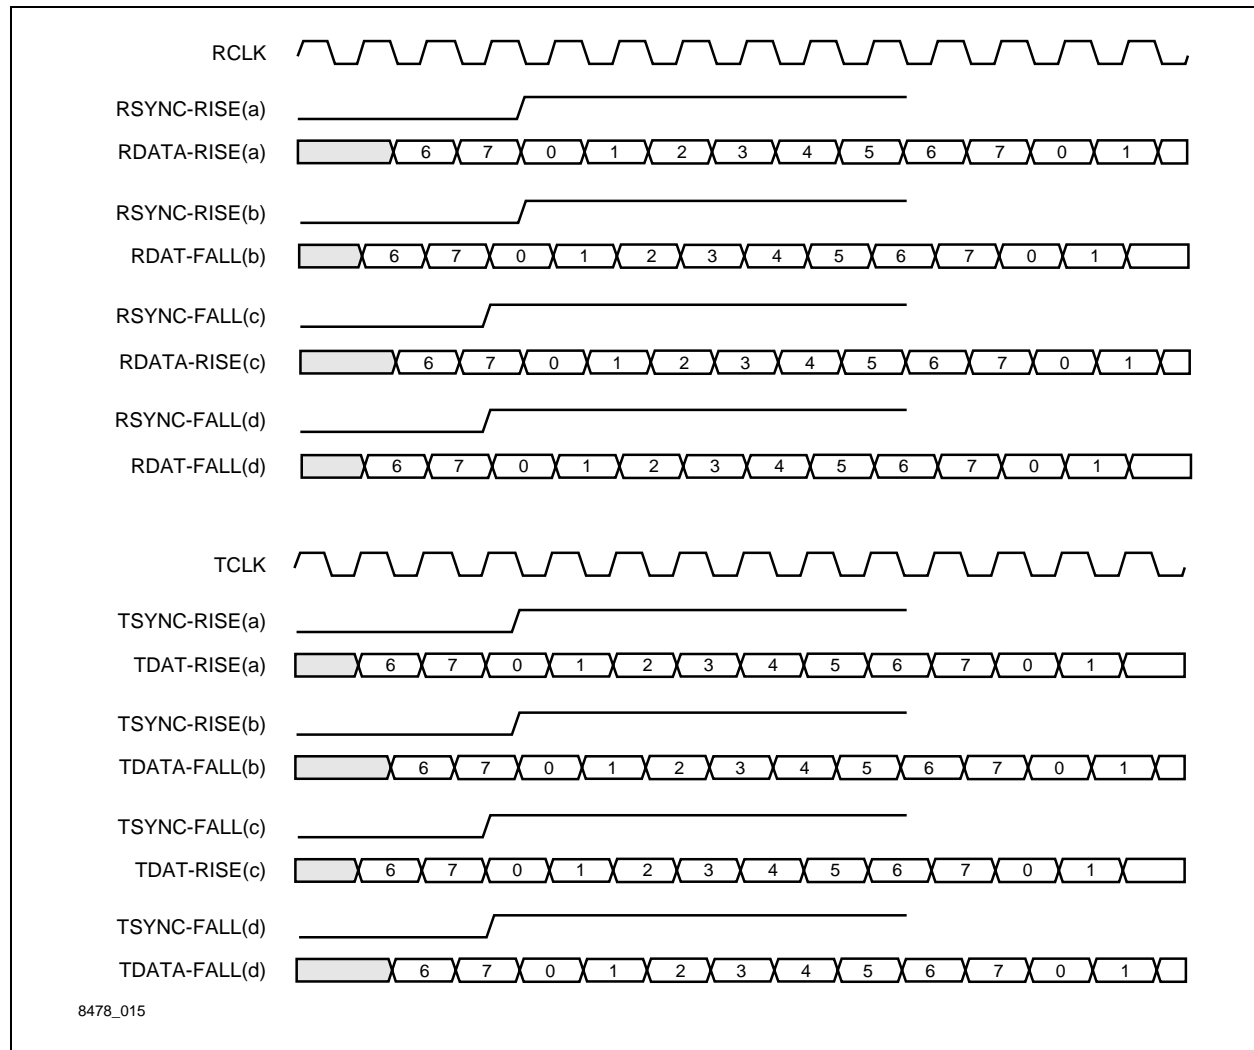 RCLK
RSYNC-RISE(a)
RDATA-RISE(a) 6 7 0 1 2 3 4 5 6 7 0 1
RSYNC-RISE(b)
RDAT-FALL(b) 6 7 0 1 2 3 4 5 6 7 0 1
RSYNC-FALL(c)
RDATA-RISE(c) 6 7 0 1 2 3 4 5 6 7 0 1
RSYNC-FALL(d)
RDAT-FALL(d) 6 7 0 1 2 3 4 5 6 7 0 1
TCLK
TSYNC-RISE(a)
TDAT-RISE(a) 6 7 0 1 2 3 4 5 6 7 0 1
TSYNC-RISE(b)
TDATA-FALL(b) 6 7 0 1 2 3 4 5 6 7 0 1
TSYNC-FALL(c)
TDAT-RISE(c) 6 7 0 1 2 3 4 5 6 7 0 1
TSYNC-FALL(d)
TDATA-FALL(d) 6 7 0 1 2 3 4 5 6 7 0 1
8478_015